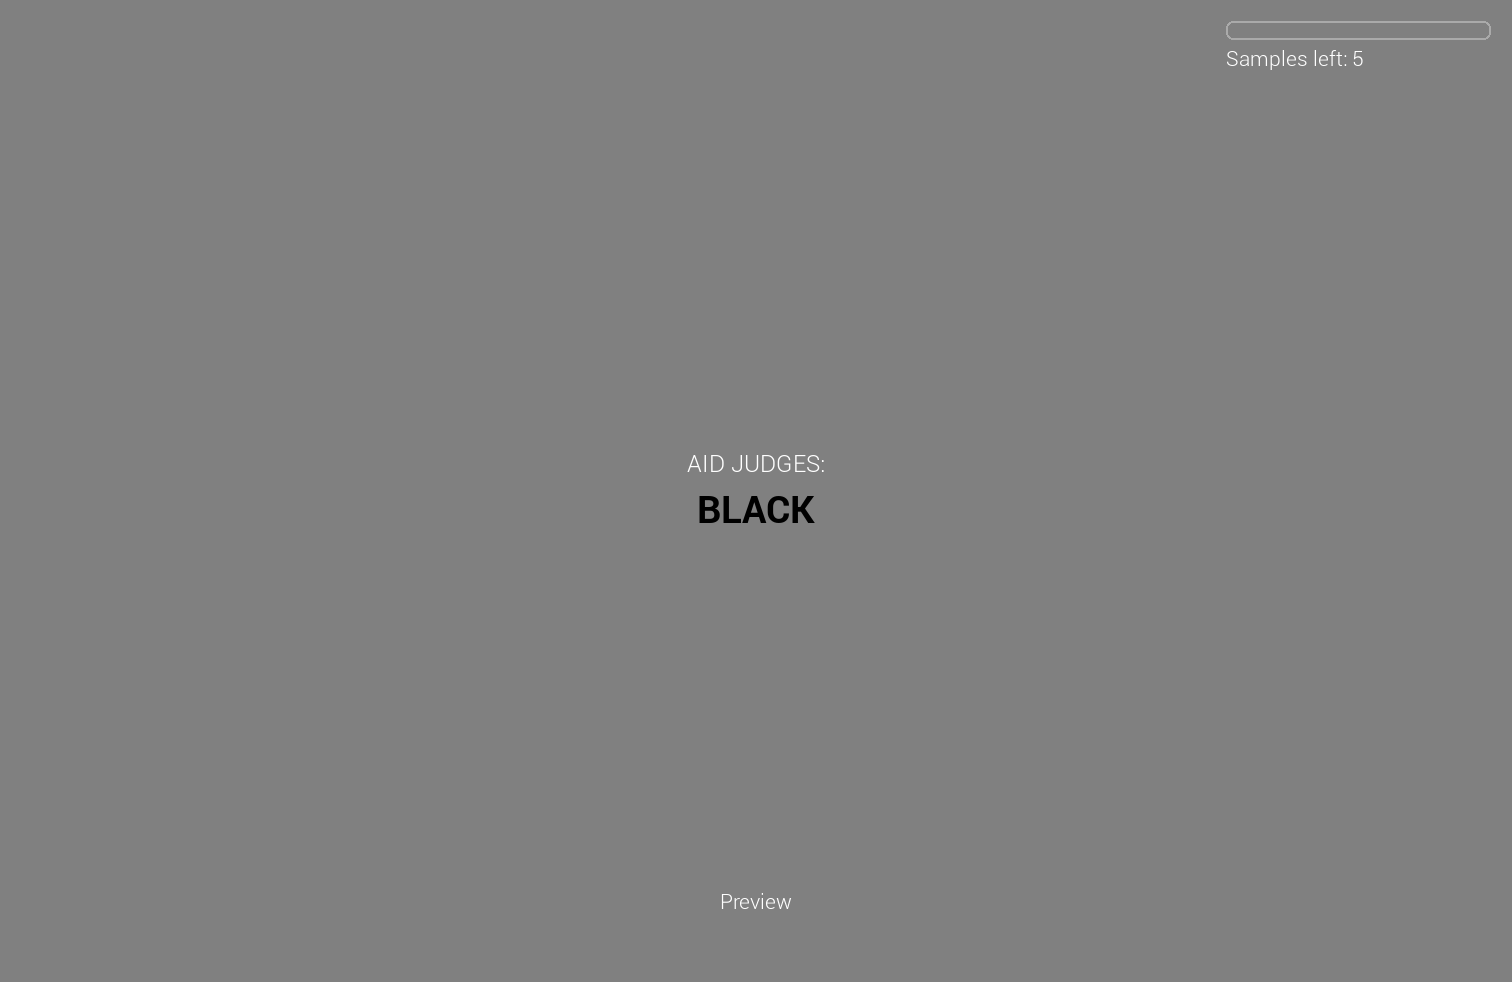 Samples left: 5
AID JUDGES:
BLACK
Preview